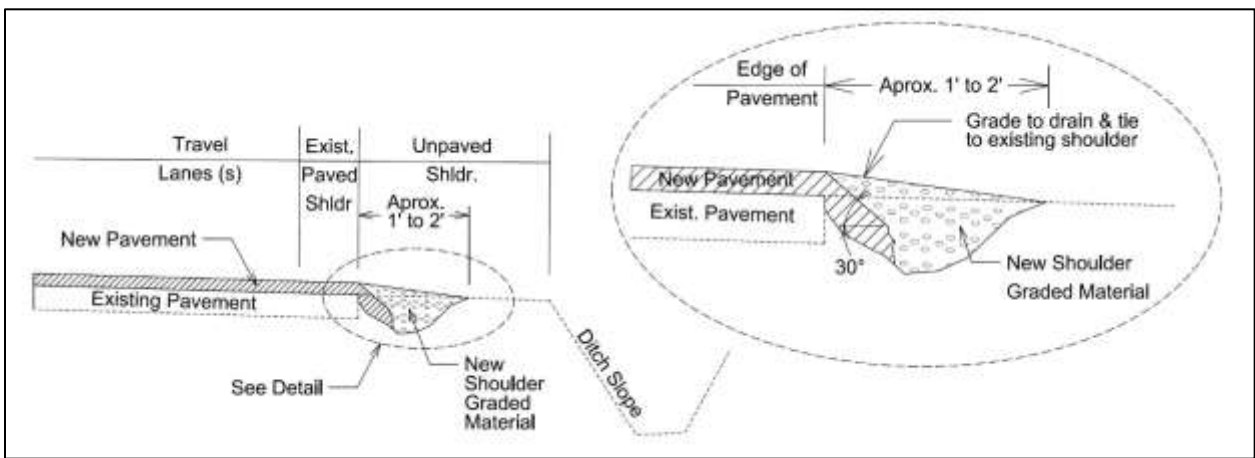 Travel
Lanes (s)
Exist.
Paved
Shldr
Unpaved
Shldr.
Aprox.
1' to 2'
New Pavement
Existing Pavement
See Detail
New
Shoulder
Graded
Material
Ditch Slope
Edge of
Pavement
Aprox. 1' to 2'
Grade to drain & tie
to existing shoulder
New Pavement
Exist. Pavement
30°
New Shoulder
Graded Material